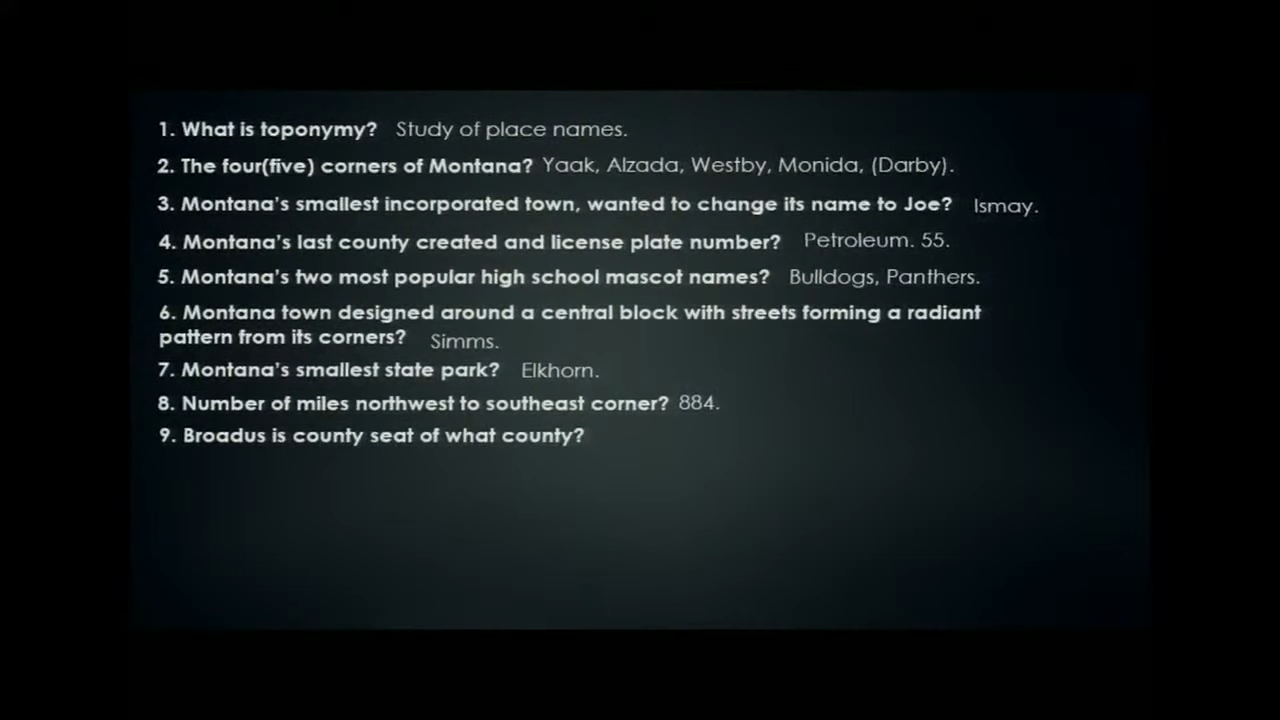 1. What is toponymy? Study of place names.
2. The four(five) corners of Montana? Yaak, Alzada, Westby, Monida, (Darby).
3. Montana's smallest incorporated town, wanted to change its name to Joe? Ismay.
4. Montana's last county created and license plate number? Petroleum. 55.
5. Montana's two most popular high school mascot names? Bulldogs, Panthers.
6. Montana town designed around a central block with streets forming a radiant
pattern from its corners? Simms.
7. Montana's smallest state park? Elkhorn.
8. Number of miles northwest to southeast corner? 884.
9. Broadus is county seat of what county?